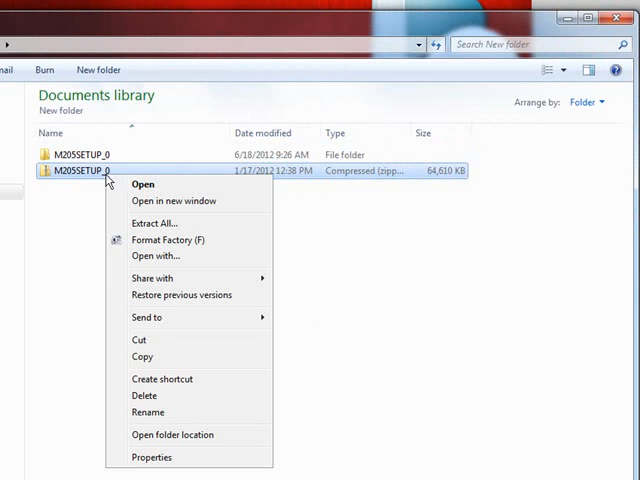 Search New folder
mail
Burn
New folder
Documents library
New folder
Arrange by: Folder
Name
Date modified
Type
Size
M205SETUP_0
6/18/2012 9:26 AM
File folder
M205SETUP_0
1/17/2012 12:38 PM
Compressed (zipp...
64,610 KB
Open
Open in new window
Extract All...
Format Factory (F)
Open with...
Share with
Restore previous versions
Send to
Cut
Copy
Create shortcut
Delete
Rename
Open folder location
Properties